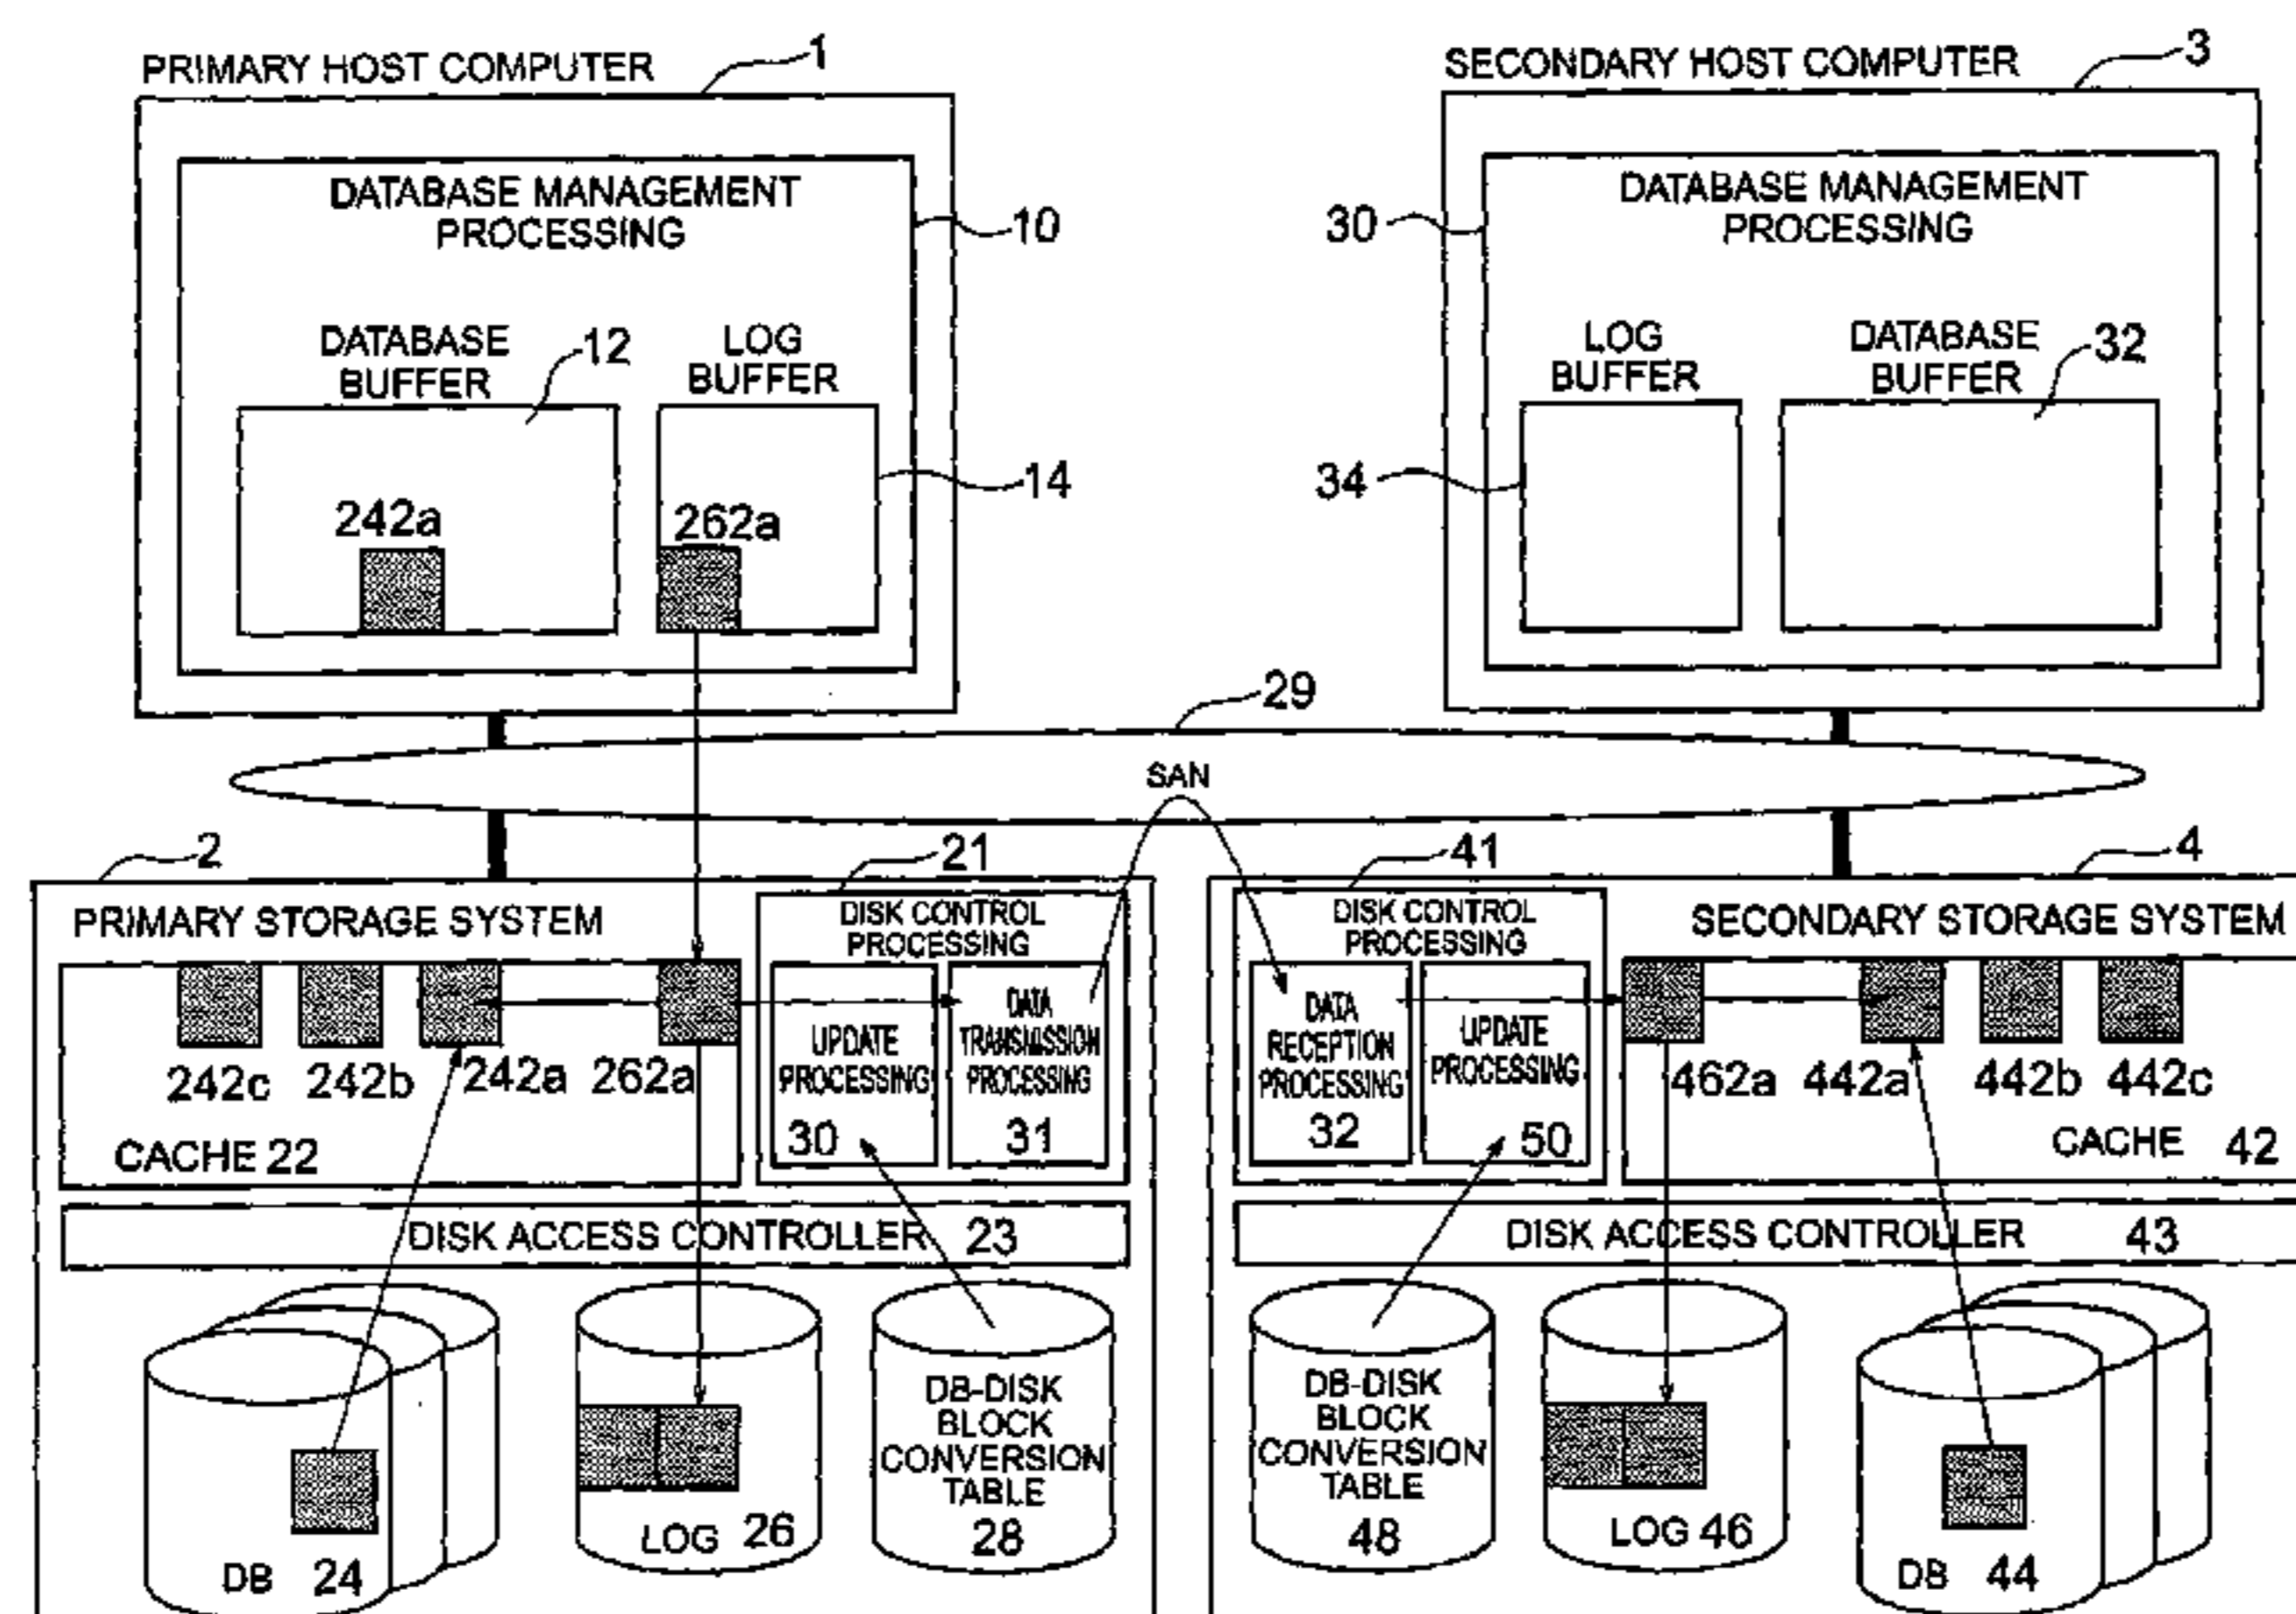 PRIMARY HOST COMPUTER
1
DATABASE MANAGEMENT
PROCESSING
10
DATABASE
BUFFER
12
LOG
BUFFER
14
242a
262a
SECONDARY HOST COMPUTER
3
DATABASE MANAGEMENT
PROCESSING
30
LOG
BUFFER
34
DATABASE
BUFFER
32
29
SAN
2
PRIMARY STORAGE SYSTEM
21
DISK CONTROL
PROCESSING
UPDATE
PROCESSING
30
DATA
TRANSMISSION
PROCESSING
31
242c
242b
242a
262a
CACHE 22
DISK ACCESS CONTROLLER 23
DB 24
LOG 26
DB-DISK
BLOCK
CONVERSION
TABLE
28
41
DISK CONTROL
PROCESSING
DATA
RECEPTION
PROCESSING
32
UPDATE
PROCESSING
50
4
SECONDARY STORAGE SYSTEM
462a
442a
442b
442c
CACHE 42
DISK ACCESS CONTROLLER 43
DB-DISK
BLOCK
CONVERSION
TABLE
48
LOG 46
DB 44